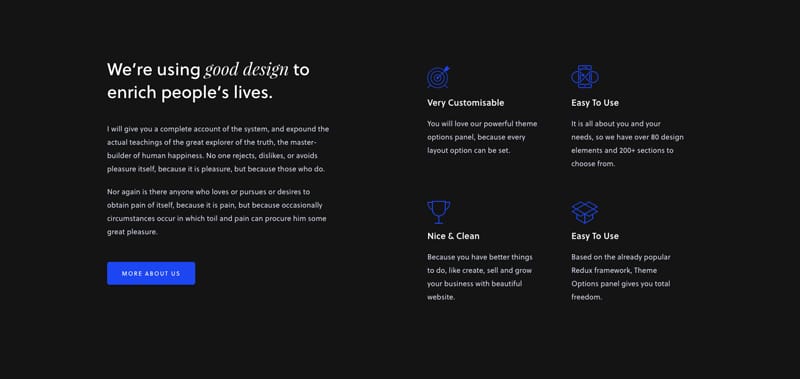 We're using good design to
enrich people's lives.
I will give you a complete account of the system, and expound the
actual teachings of the great explorer of the truth, the master-
builder of human happiness. No one rejects, dislikes, or avoids
pleasure itself, because it is pleasure, but because those who do.
Nor again is there anyone who loves or pursues or desires to
obtain pain of itself, because it is pain, but because occasionally
circumstances occur in which toil and pain can procure him some
great pleasure.
MORE ABOUT US
Very Customisable
You will love our powerful theme
options panel, because every
layout option can be set.
Easy To Use
It is all about you and your
needs, so we have over 80 design
elements and 200+ sections to
choose from.
Nice & Clean
Because you have better things
to do, like create, sell and grow
your business with beautiful
website.
Easy To Use
Based on the already popular
Redux framework, Theme
Options panel gives you total
freedom.